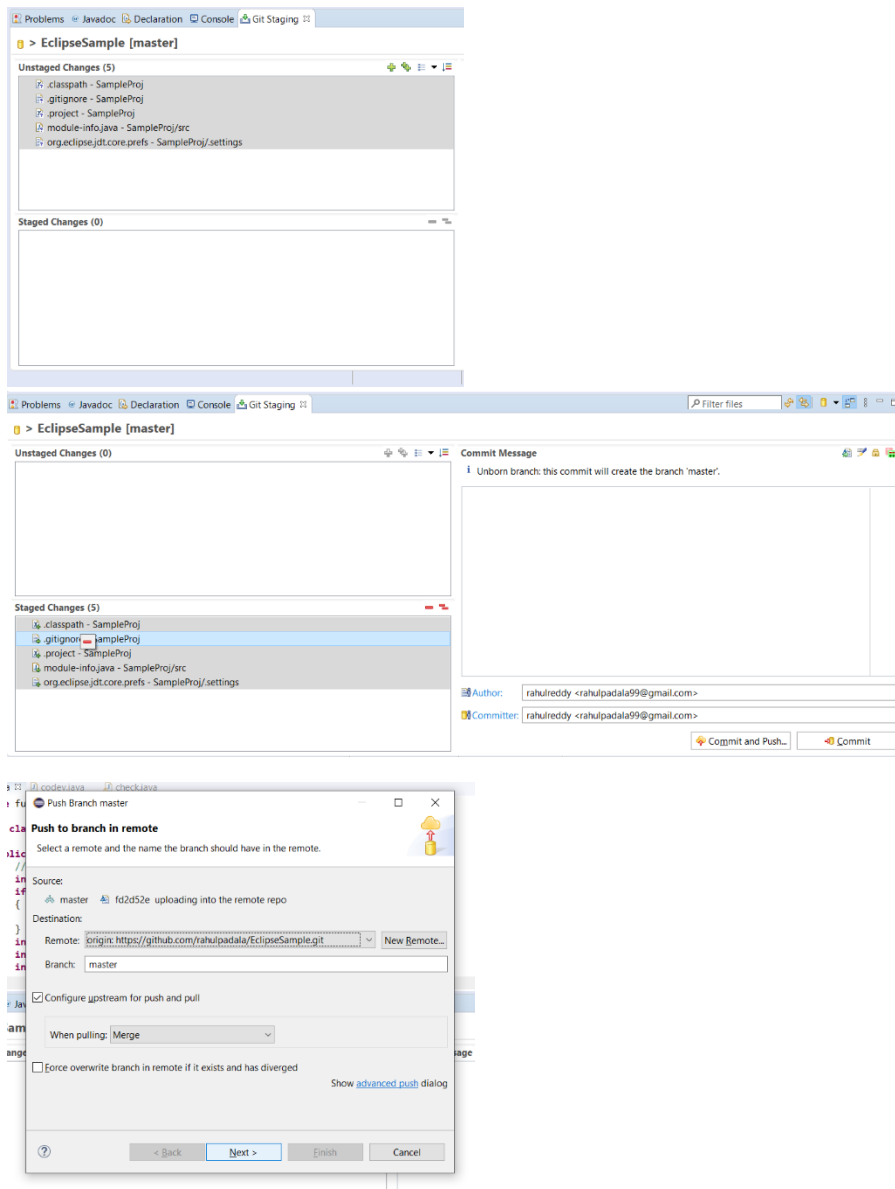 Problems Javadoc Declaration Console Git Staging
> EclipseSample [master]
Unstaged Changes (5)
.classpath - SampleProj
.gitignore - SampleProj
.project - SampleProj
module-info.java - SampleProj/src
org.eclipse.jdt.core.prefs - SampleProj/.settings
Staged Changes (0)
Problems Javadoc Declaration Console Git Staging Filter files
> EclipseSample [master]
Unstaged Changes (0) Commit Message
Unborn branch: this commit will create the branch 'master'.
Staged Changes (5)
.classpath - SampleProj
.gitignore SampleProj
.project - SampleProj
module-info.java - SampleProj/src
org.eclipse.jdt.core.prefs - SampleProj/.settings
Author: rahulreddy <rahulpadala99@gmail.com>
Committer: rahulreddy <rahulpadala99@gmail.com>
Commit and Push... Commit
codev.java check.java
Push Branch master
Push to branch in remote
Select a remote and the name the branch should have in the remote.
Source:
master fd2d52e uploading into the remote repo
Destination:
Remote: origin: https://github.com/rahulpadala/EclipseSample.git New Remote...
Branch: master
Configure upstream for push and pull
When pulling: Merge
Force overwrite branch in remote if it exists and has diverged
Show advanced push dialog
< Back Next > Finish Cancel